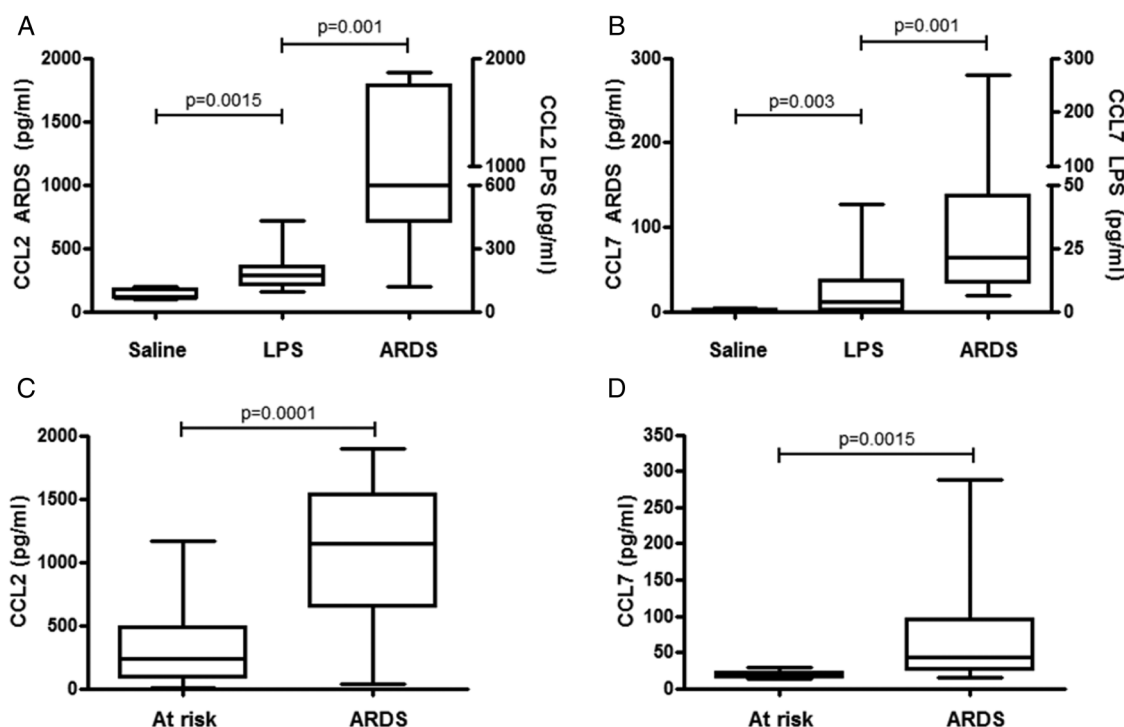 A
p=0.001
p=0.0015
2000
1500
1000
500
0
CCL2 ARDS (pg/ml)
2000
1000
600
300
0
CCL2 LPS (pg/ml)
Saline LPS ARDS
B
p=0.001
p=0.003
300
200
100
0
CCL7 ARDS (pg/ml)
300
200
100
50
25
0
CCL7 LPS (pg/ml)
Saline LPS ARDS
C
p=0.0001
2000
1500
1000
500
0
CCL2 (pg/ml)
At risk ARDS
D
p=0.0015
350
300
250
200
150
100
50
0
CCL7 (pg/ml)
At risk ARDS